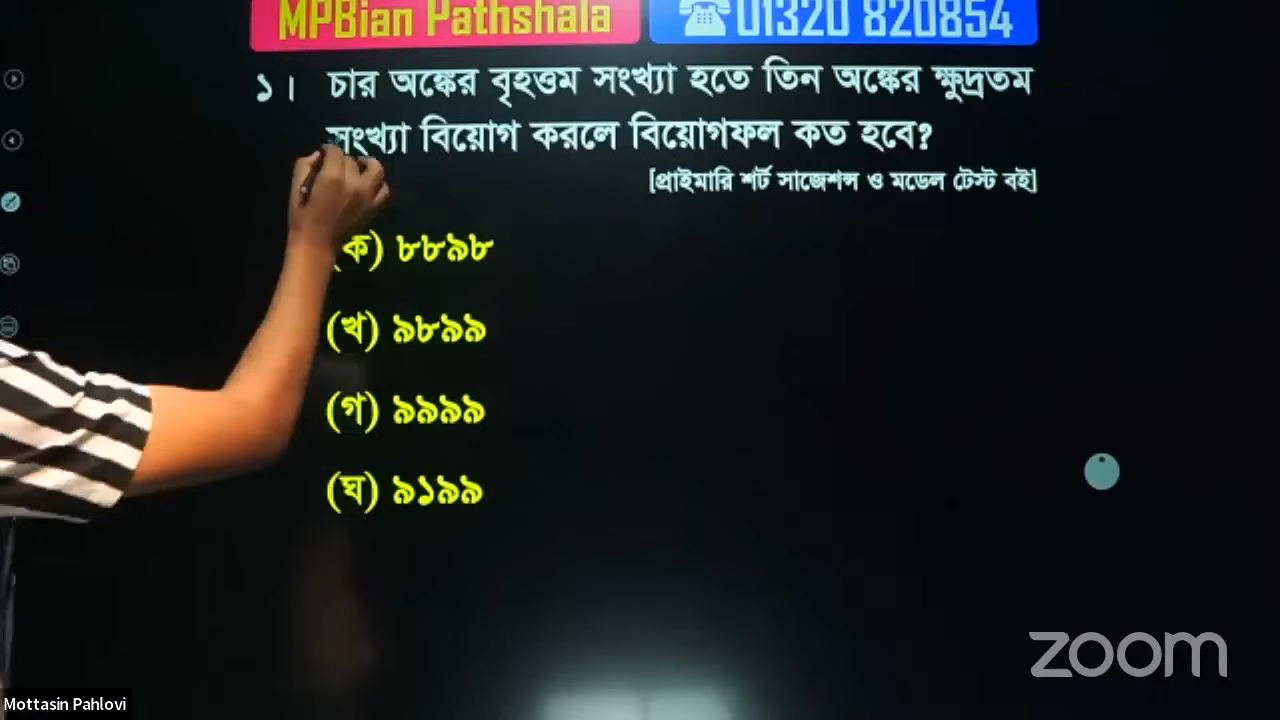 MPBian Pathshala ☎01320 820854
১। চার অঙ্কের বৃহত্তম সংখ্যা হতে তিন অঙ্কের ক্ষুদ্রতম
সংখ্যা বিয়োগ করলে বিয়োগফল কত হবে?
[প্রাইমারি শর্ট সাজেশন্স ও মডেল টেস্ট বই]
(ক) ৮৮৯৮
(খ) ৯৮৯৯
(গ) ৯৯৯৯
(ঘ) ৯১৯৯
zoom
Mottasin Pahlovi